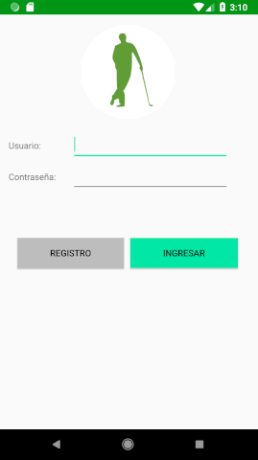 3:10
Usuario:
Contraseña:
REGISTRO INGRESAR